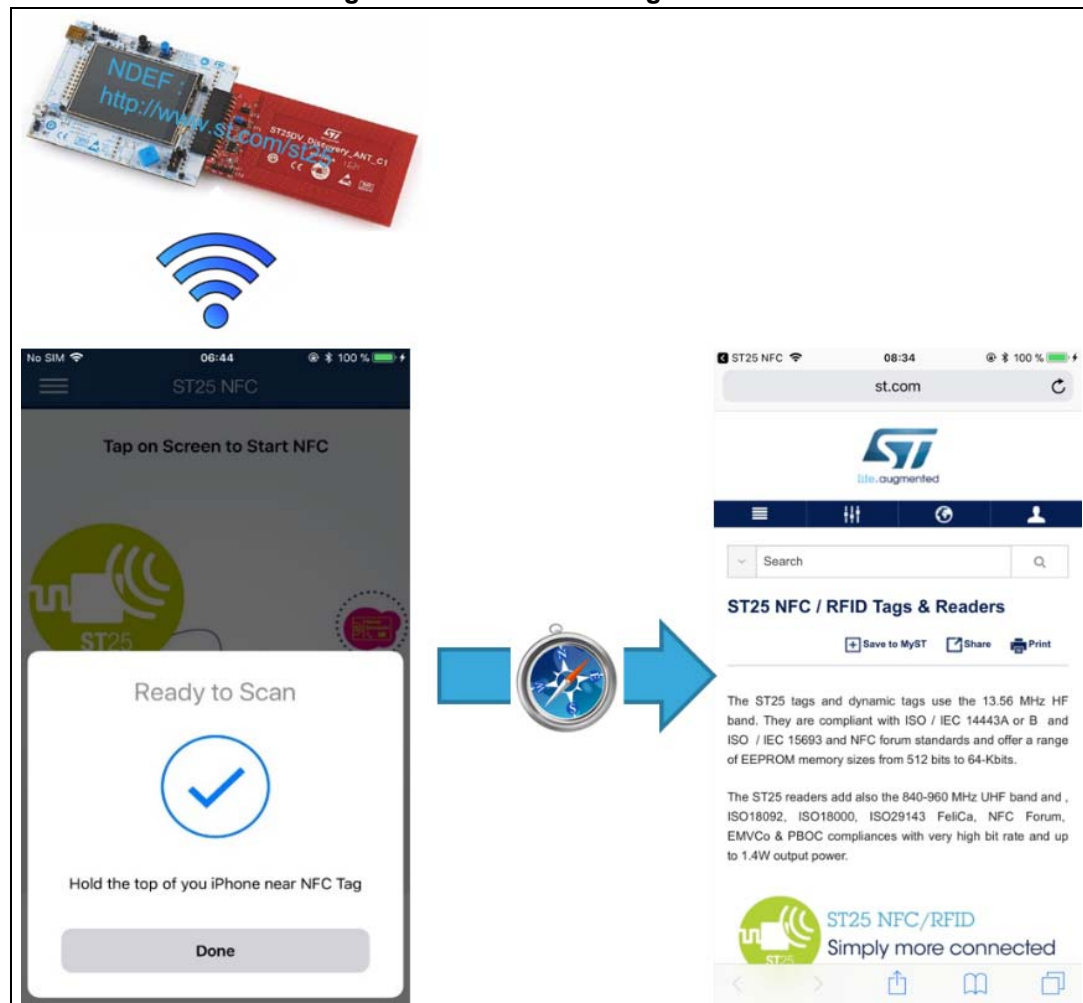 NDEF :
http://www.st.com/st25
ST25DV_Discovery_ANT_C1
No SIM 06:44 100 %
ST25 NFC
Tap on Screen to Start NFC
ST25
Ready to Scan
Hold the top of you iPhone near NFC Tag
Done
ST25 NFC 08:34 100 %
st.com
ST
life.augmented
Search
ST25 NFC / RFID Tags & Readers
Save to MyST Share Print
The ST25 tags and dynamic tags use the 13.56 MHz HF
band. They are compliant with ISO / IEC 14443A or B and
ISO / IEC 15693 and NFC forum standards and offer a range
of EEPROM memory sizes from 512 bits to 64-Kbits.
The ST25 readers add also the 840-960 MHz UHF band and ,
ISO18092, ISO18000, ISO29143 FeliCa, NFC Forum,
EMVCo & PBOC compliances with very high bit rate and up
to 1.4W output power.
ST25 NFC/RFID
Simply more connected
ST25